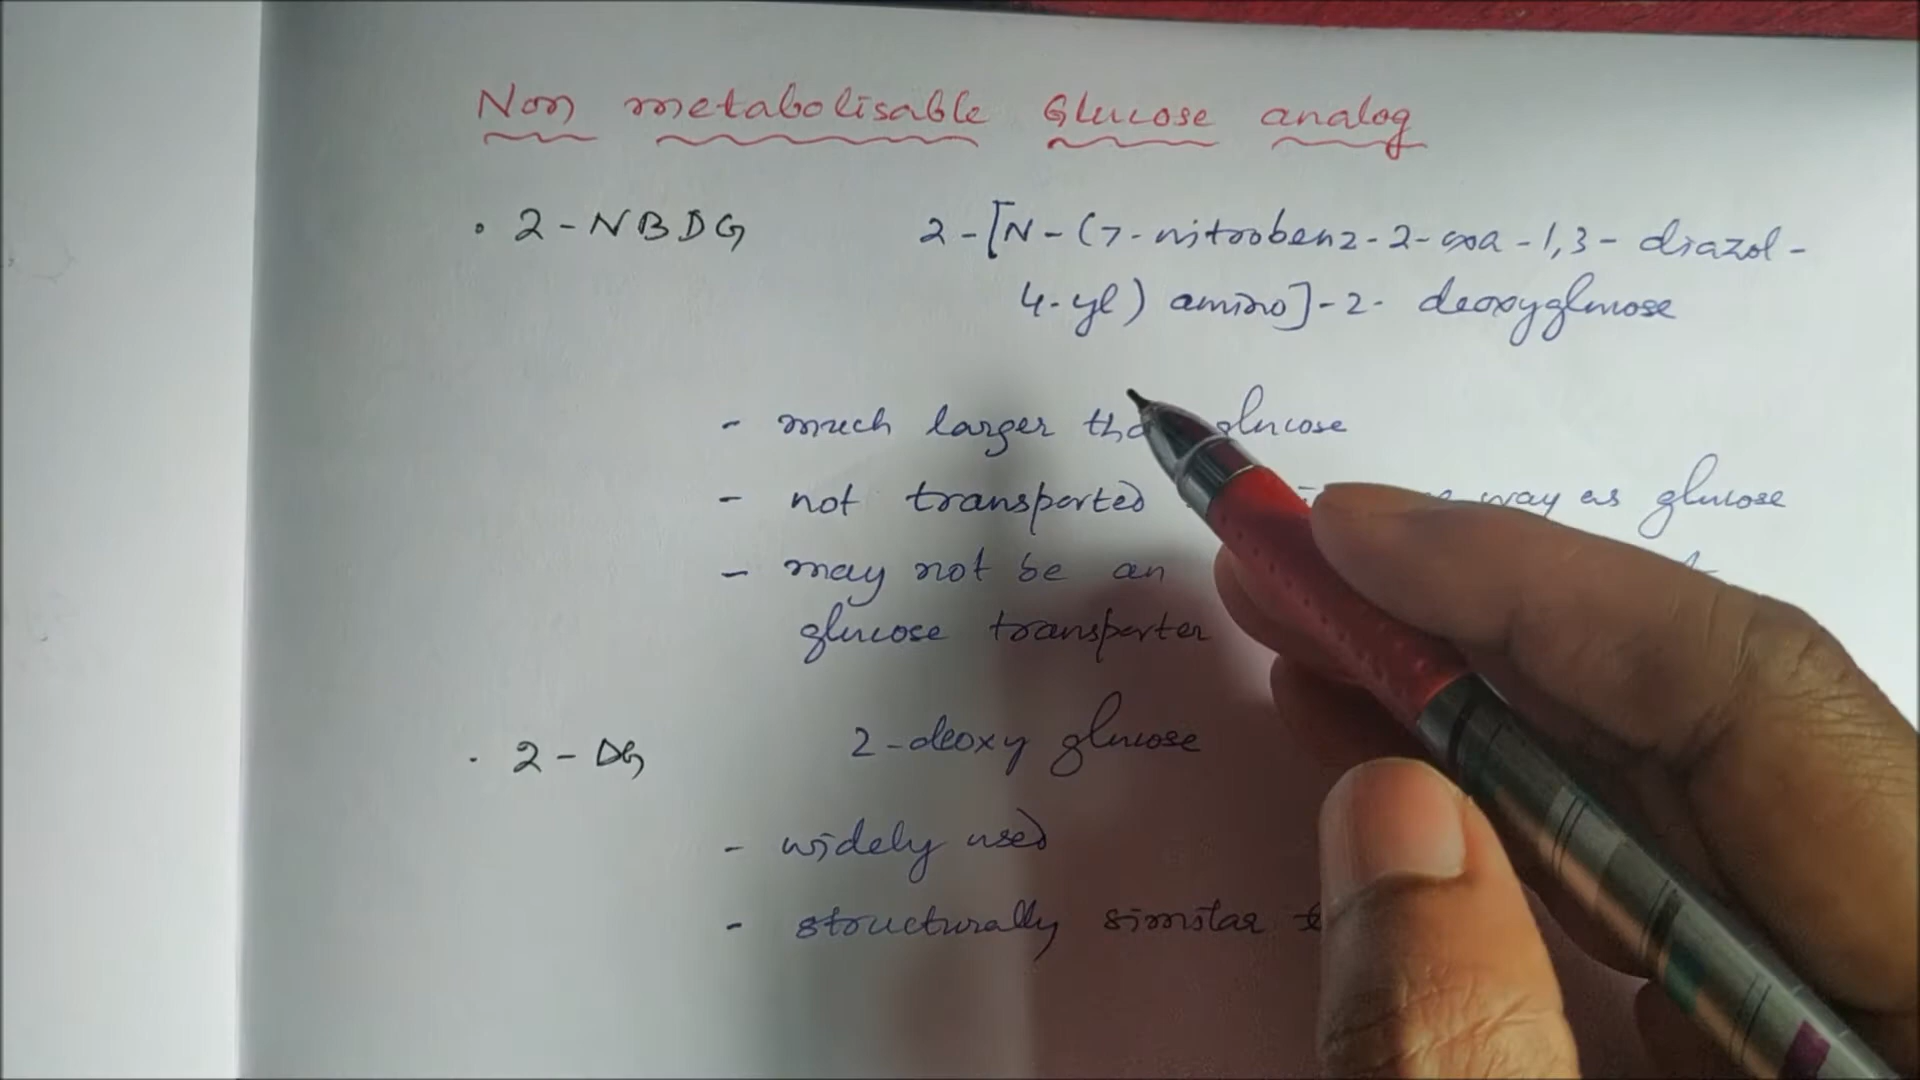 Non metabolisable Glucose analog
· 2-NBDG 2-[N-(7-nitrobenz-2-oxa-1,3-diazol-
4-yl) amino]-2-deoxyglucose
- much larger glucose
- not transported way as glucose
- may not be an
glucose transporter
· 2-DG 2-deoxy glucose
- widely used
- structurally similar